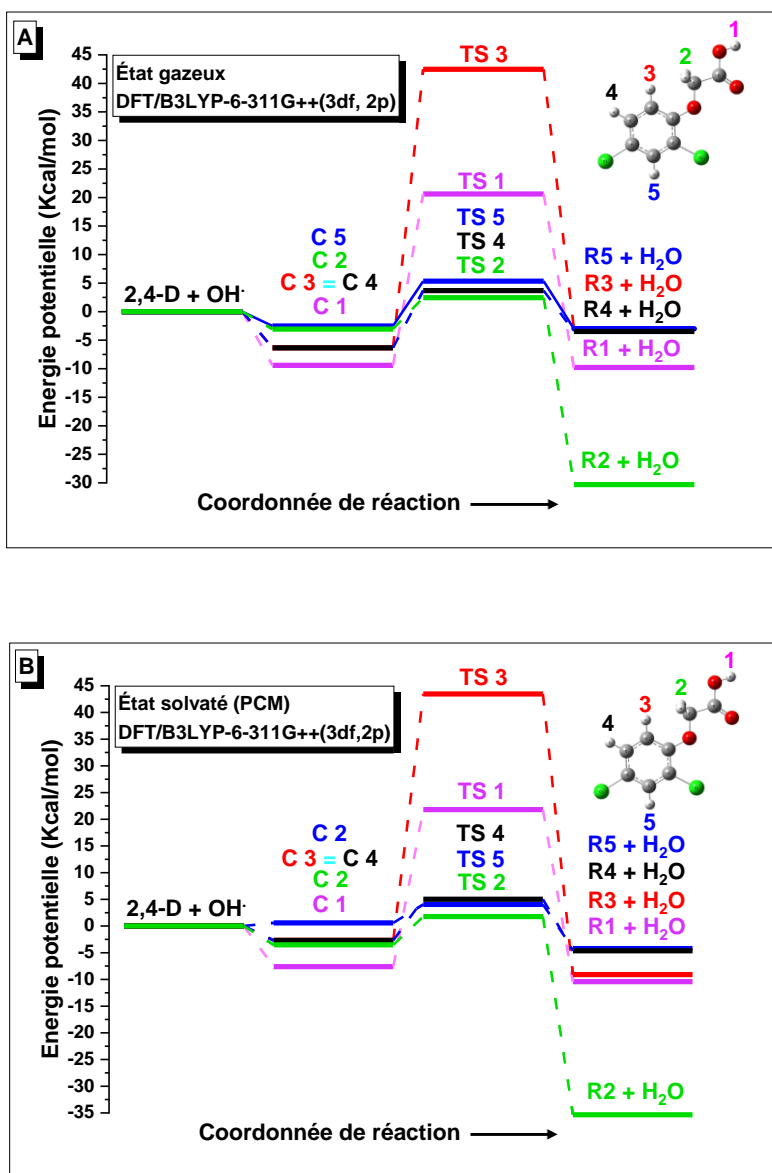 A
État gazeux
DFT/B3LYP-6-311G++(3df, 2p)
Energie potentielle (Kcal/mol)
45
40
35
30
25
20
15
10
5
0
-5
-10
-15
-20
-25
-30
2,4-D + OH·
C 5
C 2
C 3 = C 4
C 1
TS 3
TS 1
TS 5
TS 4
TS 2
1
2
3
4
5
R5 + H₂O
R3 + H₂O
R4 + H₂O
R1 + H₂O
R2 + H₂O
Coordonnée de réaction
B
État solvaté (PCM)
DFT/B3LYP-6-311G++(3df,2p)
Energie potentielle (Kcal/mol)
45
40
35
30
25
20
15
10
5
0
-5
-10
-15
-20
-25
-30
-35
2,4-D + OH·
C 2
C 3 = C 4
C 2
C 1
TS 3
TS 1
TS 4
TS 5
TS 2
1
2
3
4
5
R5 + H₂O
R4 + H₂O
R3 + H₂O
R1 + H₂O
R2 + H₂O
Coordonnée de réaction